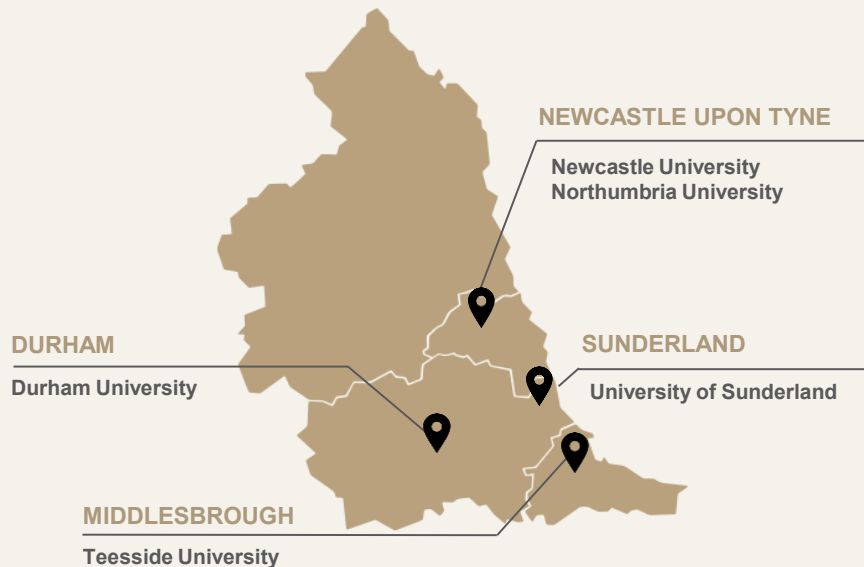 NEWCASTLE UPON TYNE
Newcastle University
Northumbria University
DURHAM
Durham University
SUNDERLAND
University of Sunderland
MIDDLESBROUGH
Teesside University